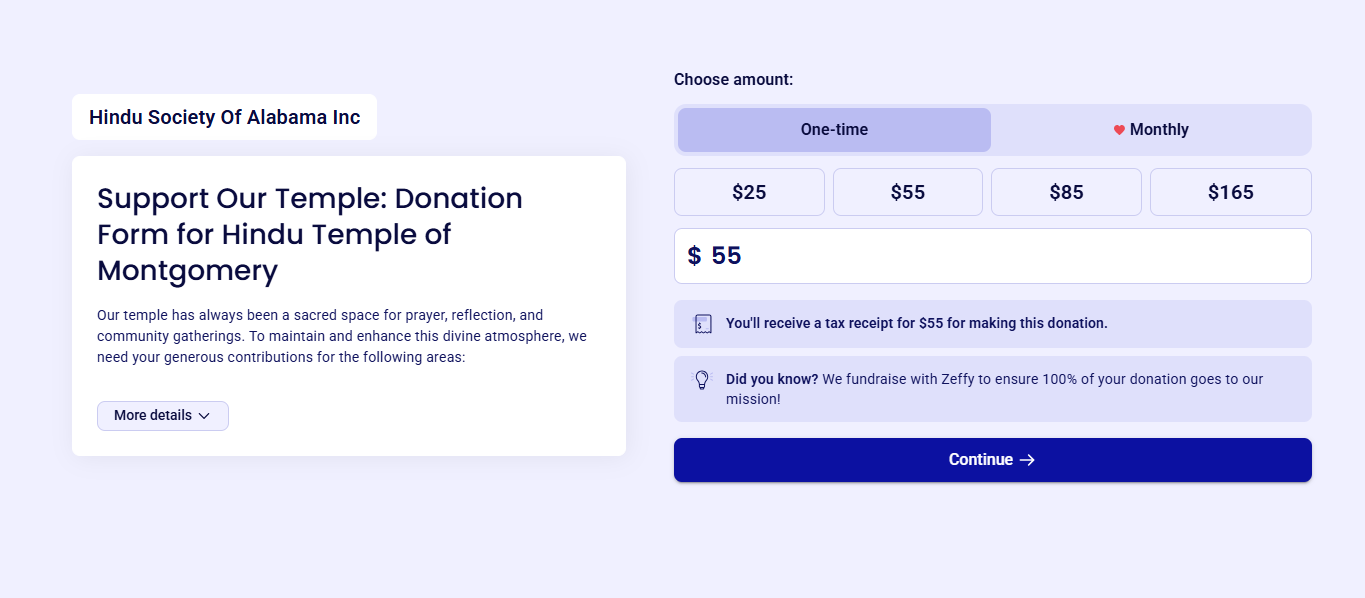 Hindu Society Of Alabama Inc
Support Our Temple: Donation
Form for Hindu Temple of
Montgomery
Our temple has always been a sacred space for prayer, reflection, and
community gatherings. To maintain and enhance this divine atmosphere, we
need your generous contributions for the following areas:
More details
Choose amount:
One-time
Monthly
$25
$55
$85
$165
$ 55
You'll receive a tax receipt for $55 for making this donation.
Did you know? We fundraise with Zeffy to ensure 100% of your donation goes to our
mission!
Continue →